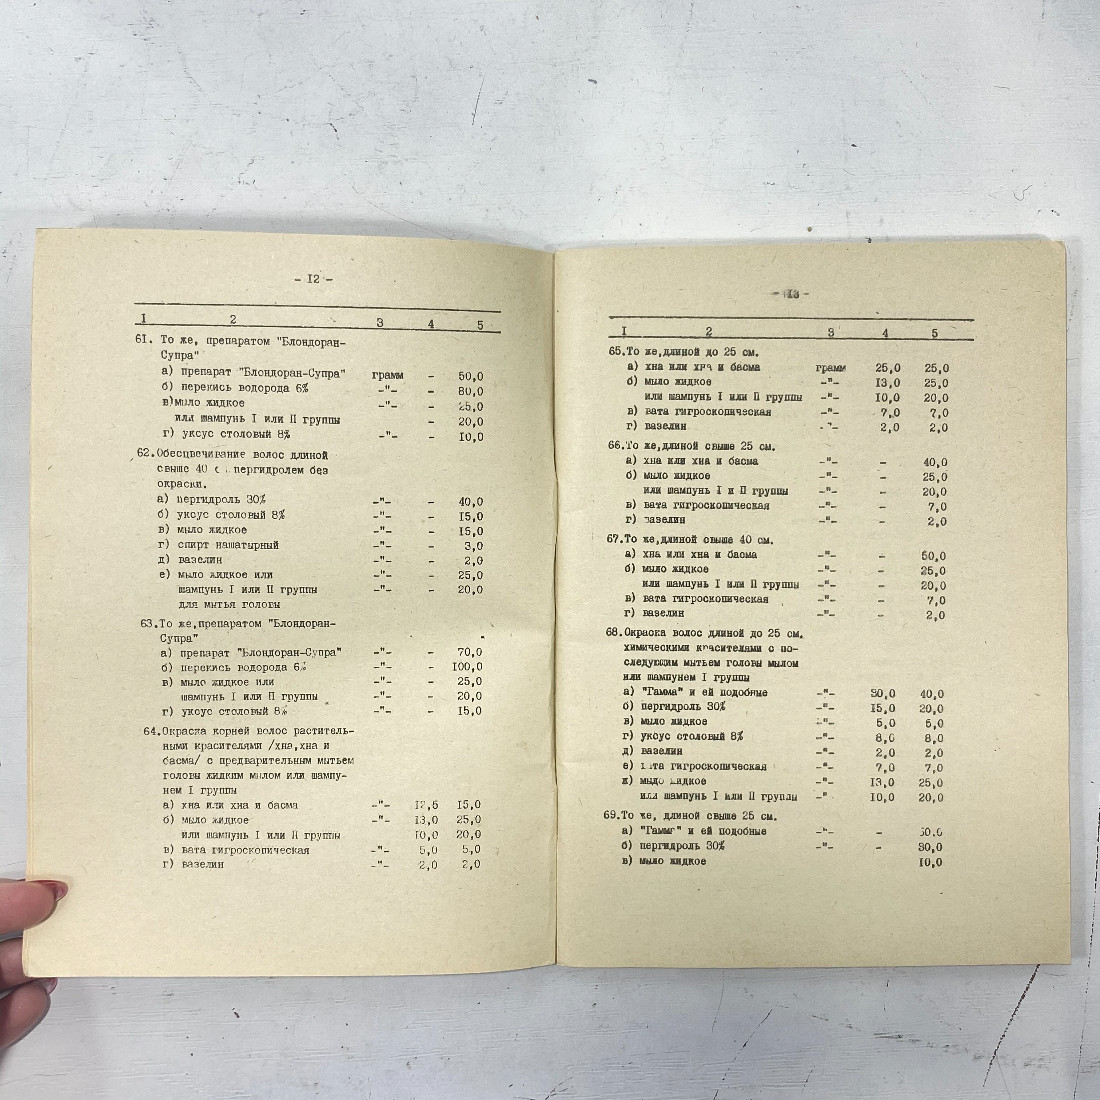 - I2 -
I 2 3 4 5
61. То же, препаратом "Блондоран-
Супра"
а) препарат "Блондоран-Супра" грамм - 50,0
б) перекись водорода 6% -"- - 80,0
в)мыло жидкое -"- - 25,0
или шампунь I или II группы - 20,0
г) уксус столовый 8% -"- - 10,0
62.Обесцвечивание волос длиной
свыше 40 с пергидролем без
окраски.
а) пергидроль 30% -"- - 40,0
б) уксус столовый 8% -"- - 15,0
в) мыло жидкое -"- - 15,0
г) спирт нашатырный -"- - 3,0
д) вазелин -"- - 2,0
е) мыло жидкое или -"- - 25,0
шампунь I или II группы -"- - 20,0
для мытья головы
63.То же,препаратом "Блондоран-
Супра"
а) препарат "Блондоран-Супра" -"- - 70,0
б) перекись водорода 6% -"- - 100,0
в) мыло жидкое или -"- - 25,0
шампунь I или II группы -"- - 20,0
г) уксус столовый 8% -"- - 15,0
64.Окраска корней волос раститель-
ными красителями /хна,хна и
басма/ с предварительным мытьем
головы жидким мылом или шампу-
нем I группы
а) хна или хна и басма -"- 12,5 15,0
б) мыло жидкое -"- 13,0 25,0
или шампунь I или II группы 10,0 20,0
в) вата гигроскопическая -"- 5,0 5,0
г) вазелин -"- 2,0 2,0
- I3 -
I 2 3 4 5
65.То же,длиной до 25 см.
а) хна или хна и басма грамм 25,0 25,0
б) мыло жидкое -"- 13,0 25,0
или шампунь I или II группы -"- 10,0 20,0
в) вата гигроскопическая -"- 7,0 7,0
г) вазелин -"- 2,0 2,0
66.То же,длиной свыше 25 см.
а) хна или хна и басма -"- - 40,0
б) мыло жидкое -"- - 25,0
или шампунь I и II группы -"- - 20,0
в) вата гигроскопическая -"- - 7,0
г) вазелин -"- - 2,0
67.То же,длиной свыше 40 см.
а) хна или хна и басма -"- - 50,0
б) мыло жидкое -"- - 25,0
или шампунь I или II группы -"- - 20,0
в) вата гигроскопическая -"- - 7,0
г) вазелин -"- - 2,0
68.Окраска волос длиной до 25 см.
химическими красителями с по-
следующим мытьем головы мылом
или шампунем I группы
а) "Гамма" и ей подобные -"- 30,0 40,0
б) пергидроль 30% -"- 15,0 20,0
в) мыло жидкое -"- 5,0 5,0
г) уксус столовый 8% -"- 8,0 8,0
д) вазелин -"- 2,0 2,0
е) вата гигроскопическая -"- 7,0 7,0
ж) мыло жидкое -"- 13,0 25,0
или шампунь I или II группы -" 10,0 20,0
69.То же, длиной свыше 25 см.
а) "Гамма" и ей подобные -"- - 50,0
б) пергидроль 30% -"- - 30,0
в) мыло жидкое 10,0